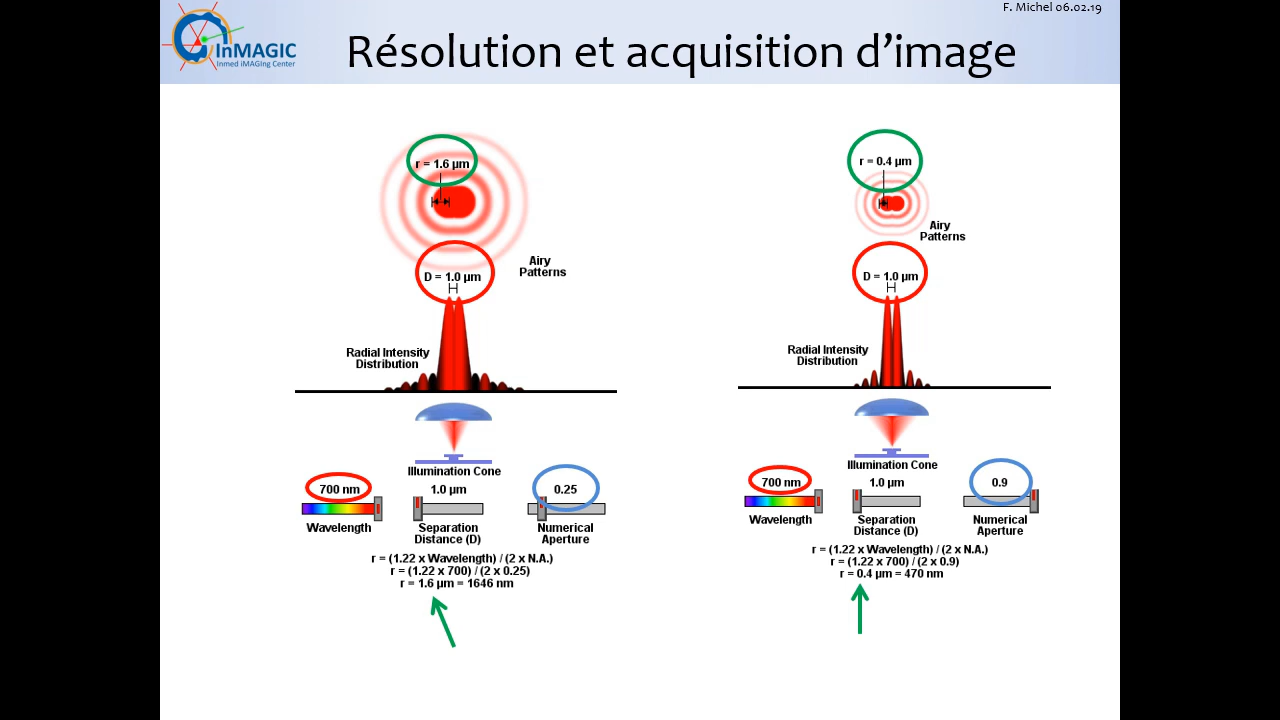 F. Michel 06.02.19
InMAGIC
Inmed iMAGIng Center
Résolution et acquisition d’image
r = 1.6 µm
Airy
Patterns
D = 1.0 µm
Radial Intensity
Distribution
Illumination Cone
700 nm
1.0 µm
0.25
Wavelength
Separation
Distance (D)
Numerical
Aperture
r = (1.22 x Wavelength) / (2 x N.A.)
r = (1.22 x 700) / (2 x 0.25)
r = 1.6 µm = 1646 nm
r = 0.4 µm
Airy
Patterns
D = 1.0 µm
Radial Intensity
Distribution
Illumination Cone
700 nm
1.0 µm
0.9
Wavelength
Separation
Distance (D)
Numerical
Aperture
r = (1.22 x Wavelength) / (2 x N.A.)
r = (1.22 x 700) / (2 x 0.9)
r = 0.4 µm = 470 nm